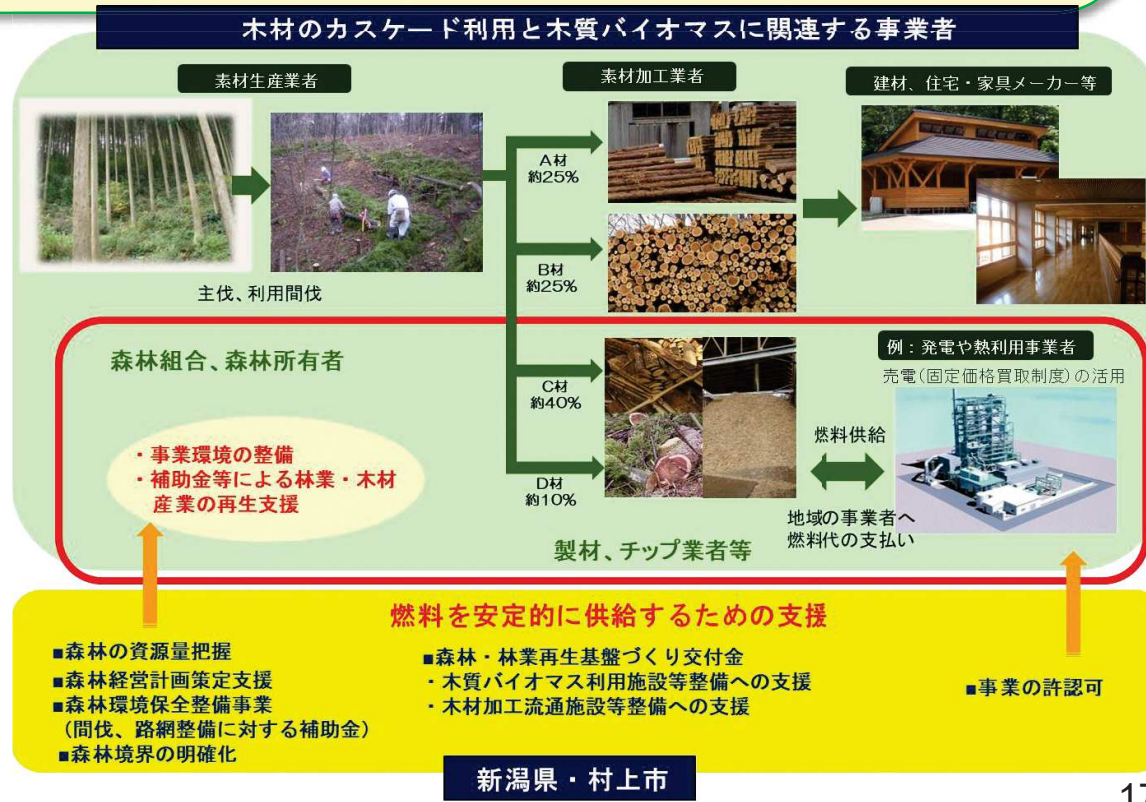 木材のカスケード利用と木質バイオマスに関連する事業者
素材生産業者
素材加工業者
建材、住宅・家具メーカー等
A材
約25%
B材
約25%
主伐、利用間伐
森林組合、森林所有者
・事業環境の整備
・補助金等による林業・木材
産業の再生支援
C材
約40%
D材
約10%
例：発電や熱利用事業者
売電(固定価格買取制度)の活用
燃料供給
地域の事業者へ
燃料代の支払い
製材、チップ業者等
燃料を安定的に供給するための支援
■森林の資源量把握
■森林経営計画策定支援
■森林環境保全整備事業
(間伐、路網整備に対する補助金)
■森林境界の明確化
■森林・林業再生基盤づくり交付金
・木質バイオマス利用施設等整備への支援
・木材加工流通施設等整備への支援
■事業の許認可
新潟県・村上市
17